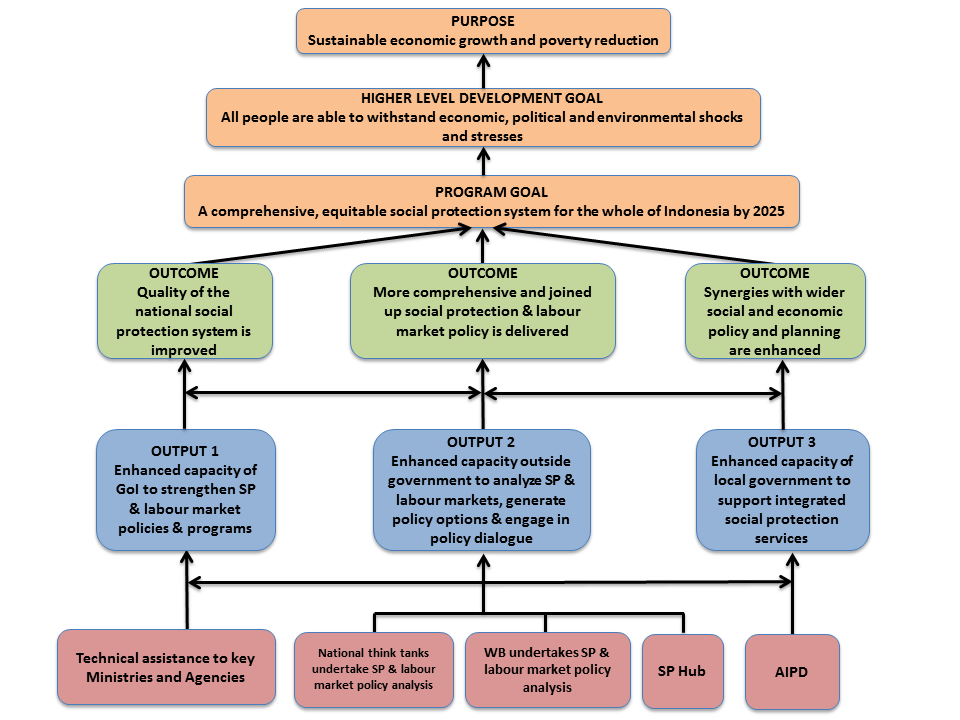 PURPOSE
Sustainable economic growth and poverty reduction
HIGHER LEVEL DEVELOPMENT GOAL
All people are able to withstand economic, political and environmental shocks
and stresses
PROGRAM GOAL
A comprehensive, equitable social protection system for the whole of Indonesia by 2025
OUTCOME
Quality of the
national social
protection system is
improved
OUTCOME
More comprehensive and joined
up social protection & labour
market policy is delivered
OUTCOME
Synergies with wider
social and economic
policy and planning
are enhanced
OUTPUT 1
Enhanced capacity of
GoI to strengthen SP
& labour market
policies & programs
OUTPUT 2
Enhanced capacity outside
government to analyze SP &
labour markets, generate
policy options & engage in
policy dialogue
OUTPUT 3
Enhanced capacity of
local government to
support integrated
social protection
services
Technical assistance to key
Ministries and Agencies
National think tanks
undertake SP & labour
market policy analysis
WB undertakes SP &
labour market policy
analysis
SP Hub
AIPD